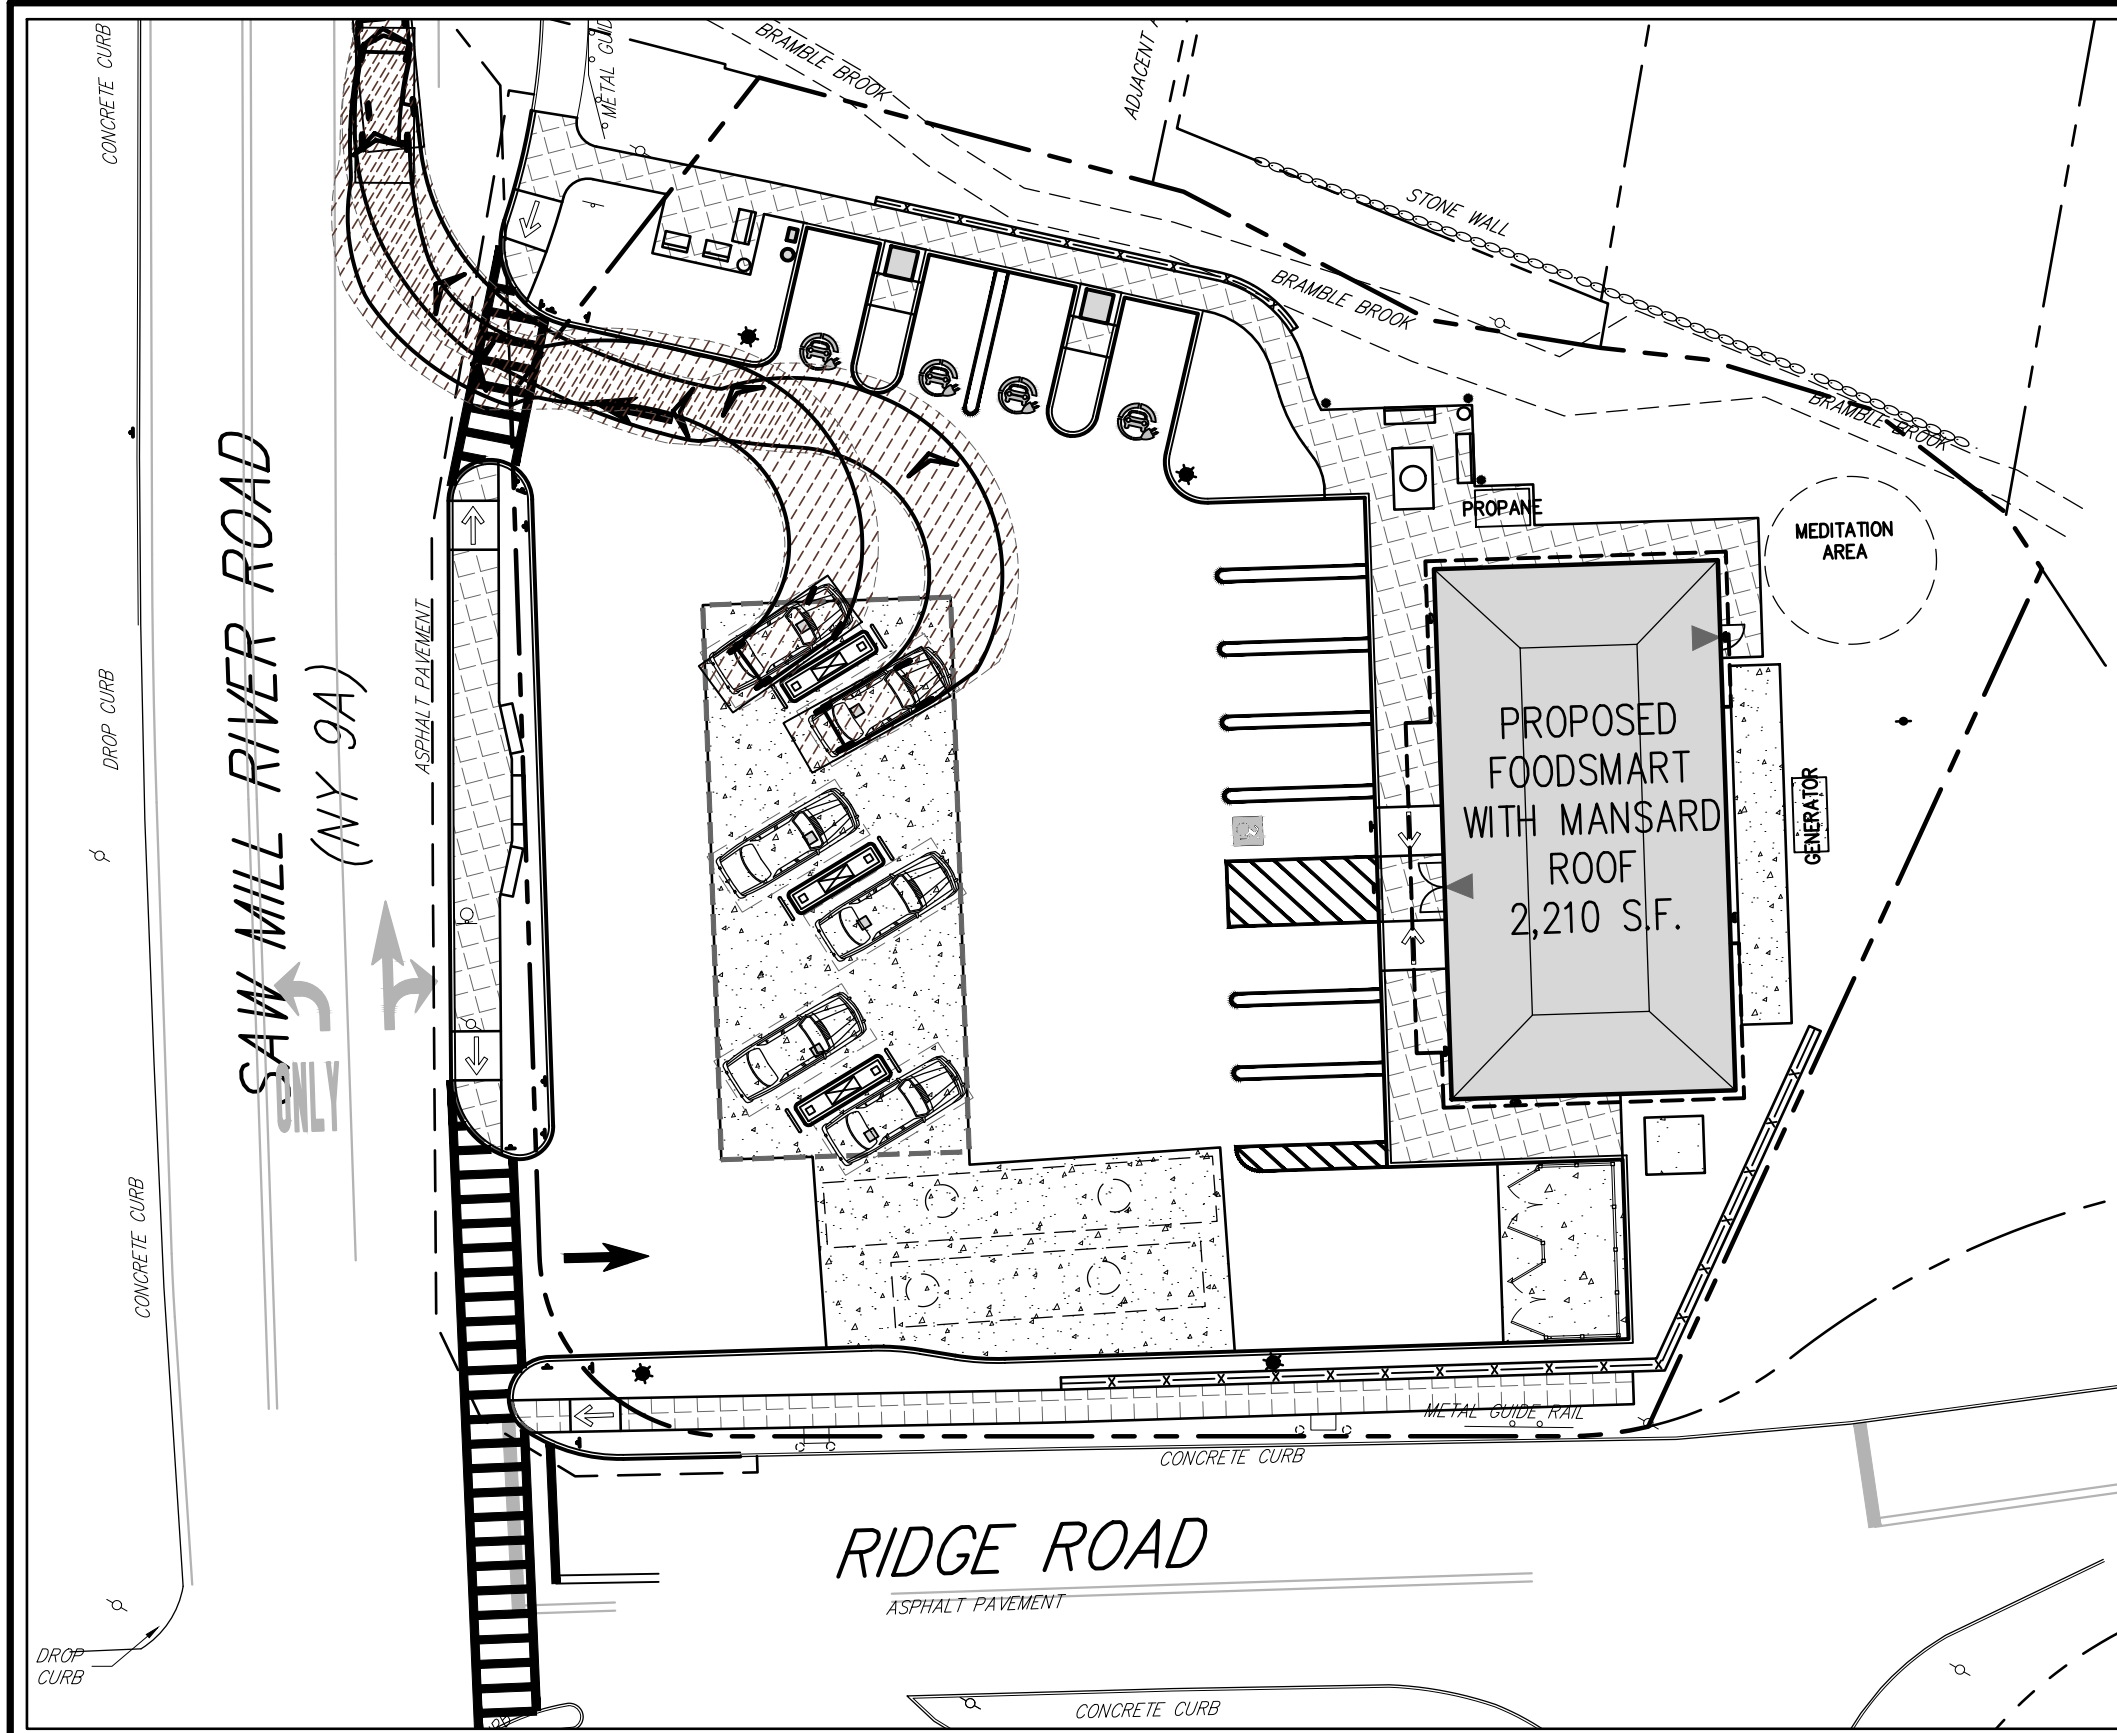 CONCRETE CURB
METAL GUID
BRAMBLE BROOK
ADJACENT
STONE WALL
BRAMBLE BROOK
BRAMBLE BROOK
PROPANE
MEDITATION
AREA
SAW MILL RIVER ROAD
(NY 9A)
ASPHALT PAVEMENT
DROP CURB
PROPOSED
FOODSMART
WITH MANSARD
ROOF
2,210 S.F.
GENERATOR
ONLY
CONCRETE CURB
METAL GUIDE RAIL
CONCRETE CURB
RIDGE ROAD
ASPHALT PAVEMENT
DROP
CURB
CONCRETE CURB